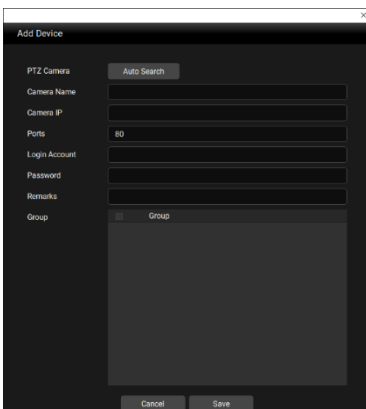 ×
Add Device
PTZ Camera Auto Search
Camera Name
Camera IP
Ports 80
Login Account
Password
Remarks
Group Group
Cancel Save